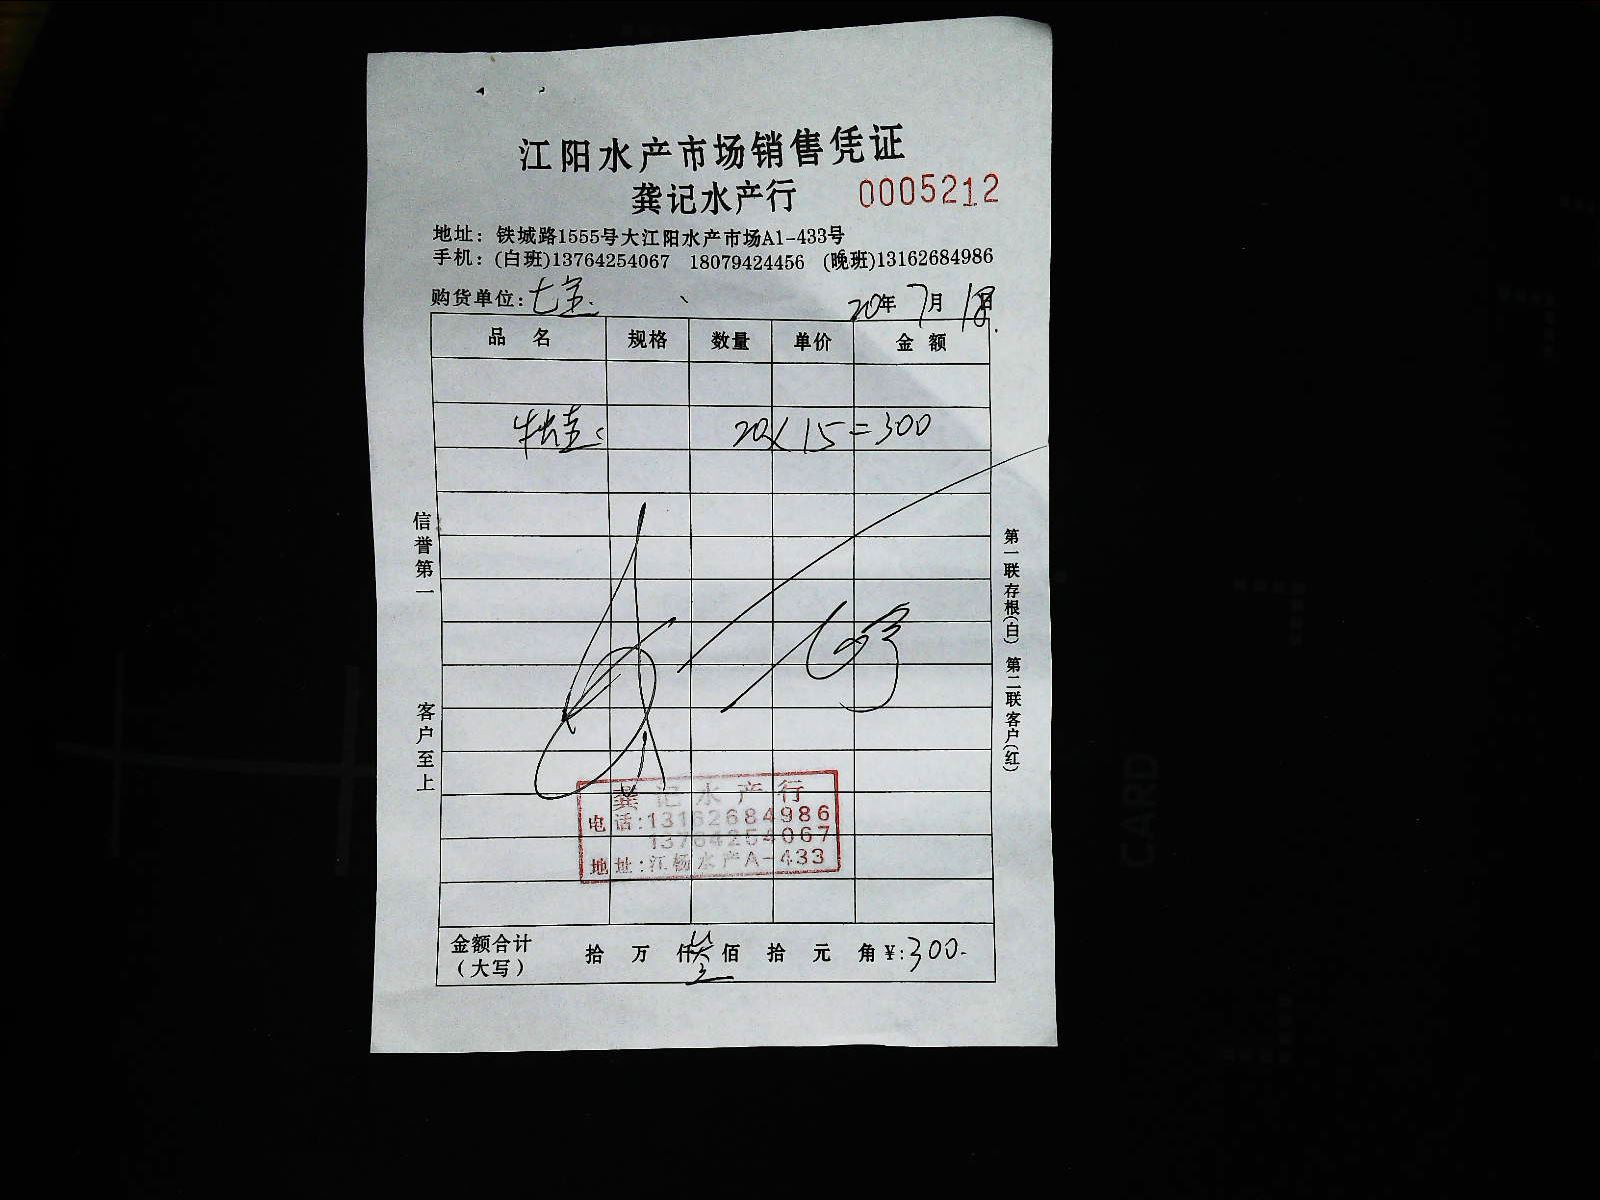 江阳水产市场销售凭证
龚记水产行 0005212
地址：铁城路1555号大江阳水产市场A1-433号
手机：(白班)13764254067 18079424456 (晚班)13162684986
购货单位：七宝 20年7月1日
品名 规格 数量 单价 金额
20×15=300
信誉第一 客户至上
第一联存根(白) 第二联客户(红)
龚记水产行
电话:13162684986
13764254067
地址:江杨水产A-433
金额合计（大写） 拾 万 仟 叁 佰 拾 元 角 ¥:300.